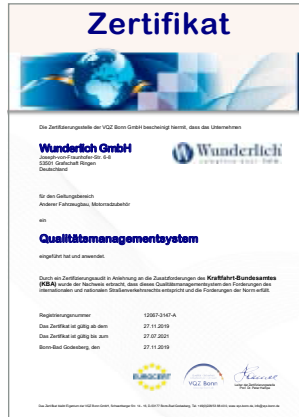 Zertifikat
Die Zertifizierungsstelle der VQZ Bonn GmbH bescheinigt hiermit, dass das Unternehmen
Wunderlich GmbH
Joseph-von-Fraunhofer-Str. 6-8
53501 Grafschaft Ringen
Deutschland
Wunderlich
für den Geltungsbereich
Anderer Fahrzeugbau, Motorradzubehör
ein
Qualitätsmanagementsystem
eingeführt hat und anwendet.
Durch ein Zertifizierungsaudit in Anlehnung an die Zusatzforderungen des Kraftfahrt-Bundesamtes
(KBA) wurde der Nachweis erbracht, dass dieses Qualitätsmanagementsystem den Forderungen des
internationalen und nationalen Straßenverkehrsrechts entspricht und die Forderungen der Norm erfüllt.
Registrierungsnummer 12067-3147-A
Das Zertifikat ist gültig ab dem 27.11.2019
Das Zertifikat ist gültig bis zum 27.07.2021
Bonn-Bad Godesberg, den 27.11.2019
EUROCERT
VQZ Bonn